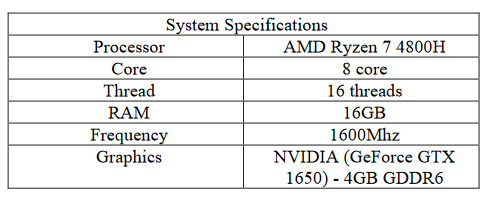 System Specifications
Processor AMD Ryzen 7 4800H
Core 8 core
Thread 16 threads
RAM 16GB
Frequency 1600Mhz
Graphics NVIDIA (GeForce GTX
1650) - 4GB GDDR6